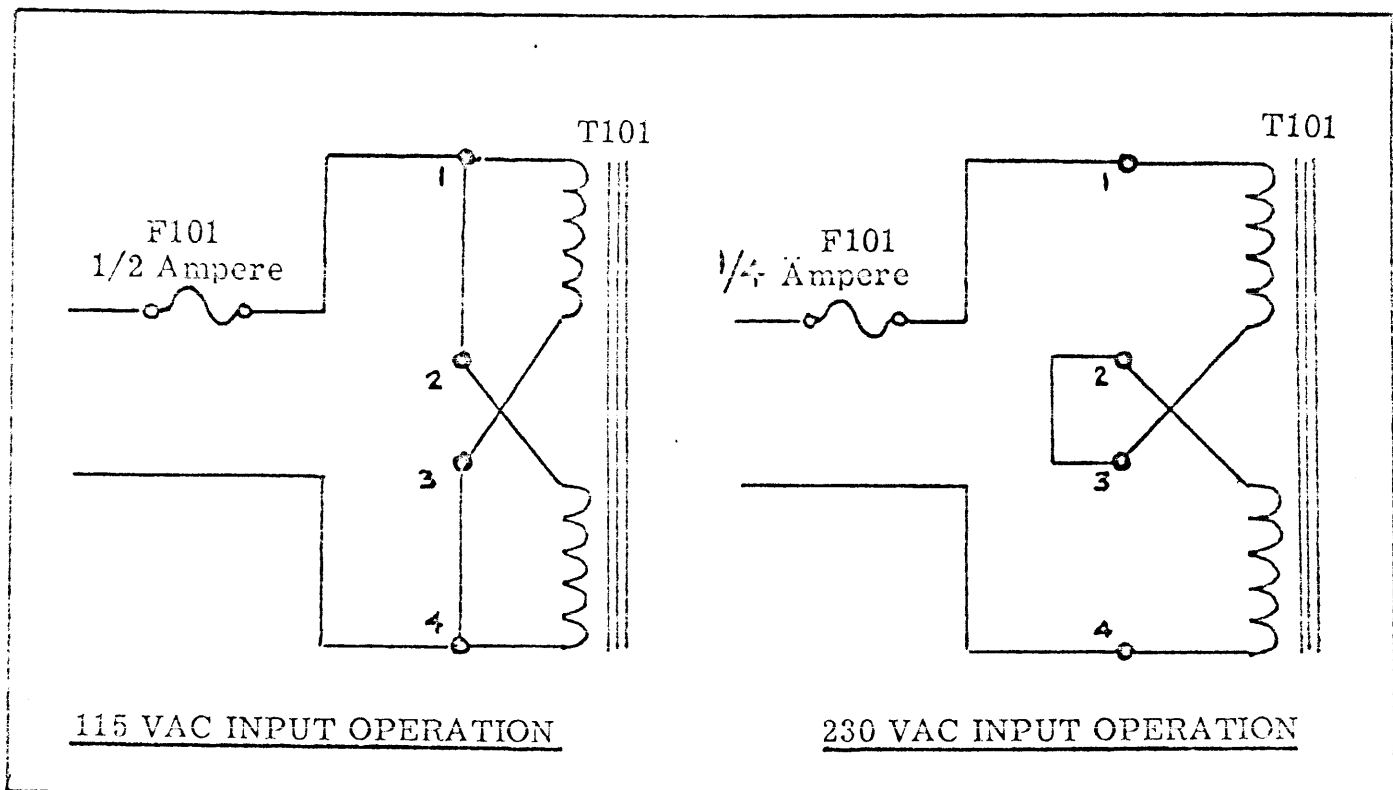 T101
F101
1/2 Ampere
1
2
3
4
115 VAC INPUT OPERATION
T101
F101
1/4 Ampere
1
2
3
4
230 VAC INPUT OPERATION